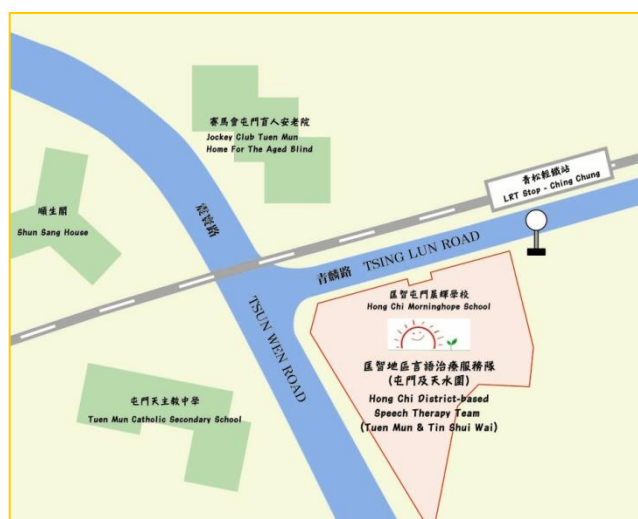 賽馬會屯門盲人安老院
Jockey Club Tuen Mun
Home For The Aged Blind
青松輕鐵站
LRT Stop - Ching Chung
順生閣
Shun Sang House
震寰路
青麟路 TSING LUN ROAD
TSUN WEN ROAD
匡智屯門晨輝學校
Hong Chi Morninghope School
匡智地區言語治療服務隊
(屯門及天水圍)
Hong Chi District-based
Speech Therapy Team
(Tuen Mun & Tin Shui Wai)
屯門天主教中學
Tuen Mun Catholic Secondary School